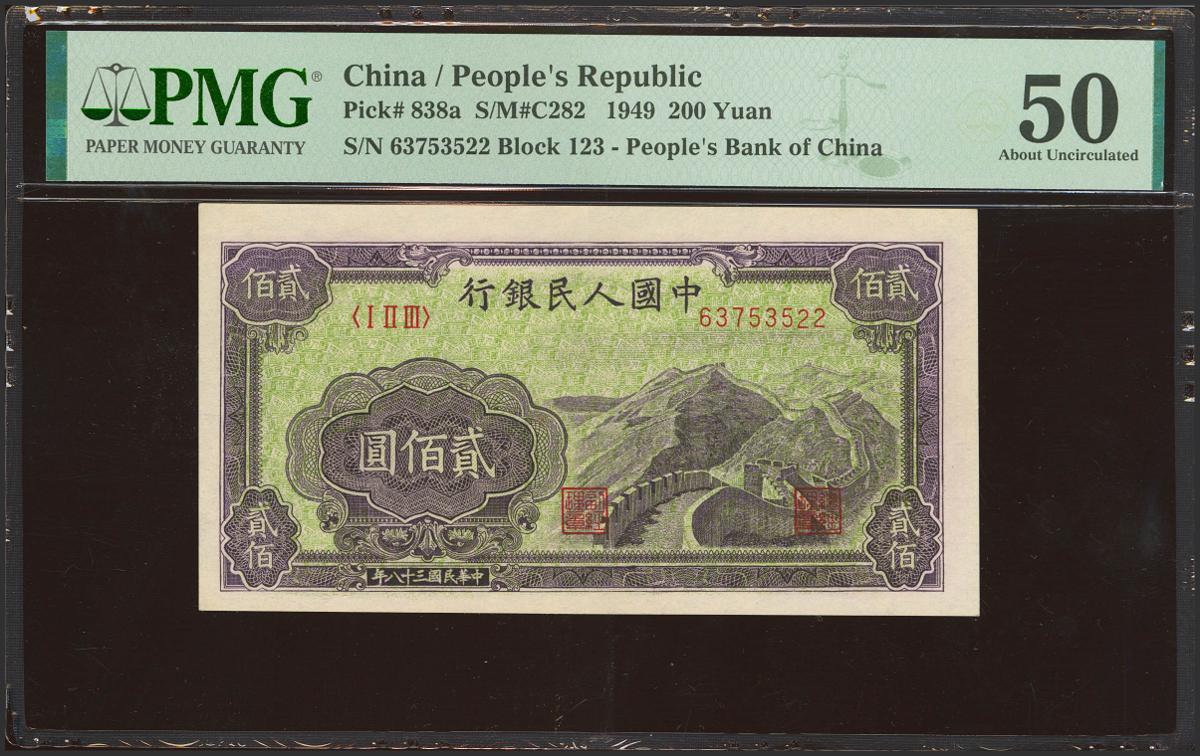 PMG®
PAPER MONEY GUARANTY
China / People's Republic
Pick# 838a S/M#C282 1949 200 Yuan
S/N 63753522 Block 123 - People's Bank of China
50
About Uncirculated
佰貳
行銀民人國中
佰貳
〈I II III〉
63753522
圓佰貳
貳佰
貳佰
年八十三國民華中